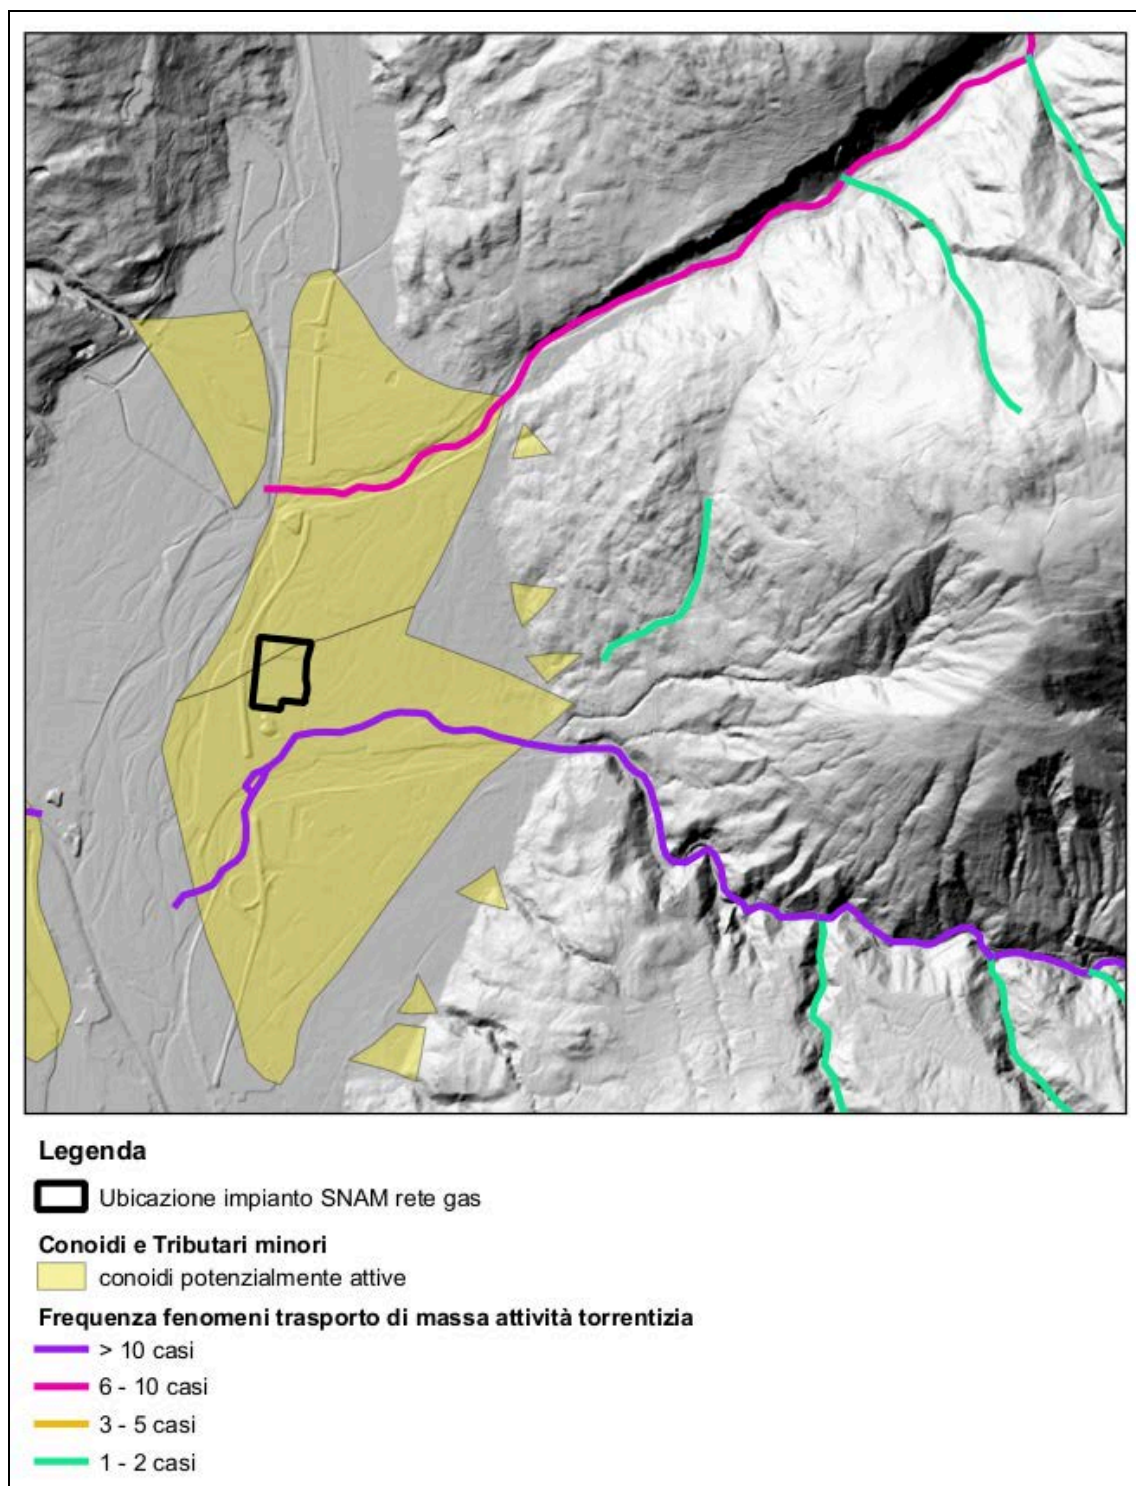 Legenda
Ubicazione impianto SNAM rete gas
Conoidi e Tributari minori
conoidi potenzialmente attive
Frequenza fenomeni trasporto di massa attività torrentizia
> 10 casi
6 - 10 casi
3 - 5 casi
1 - 2 casi